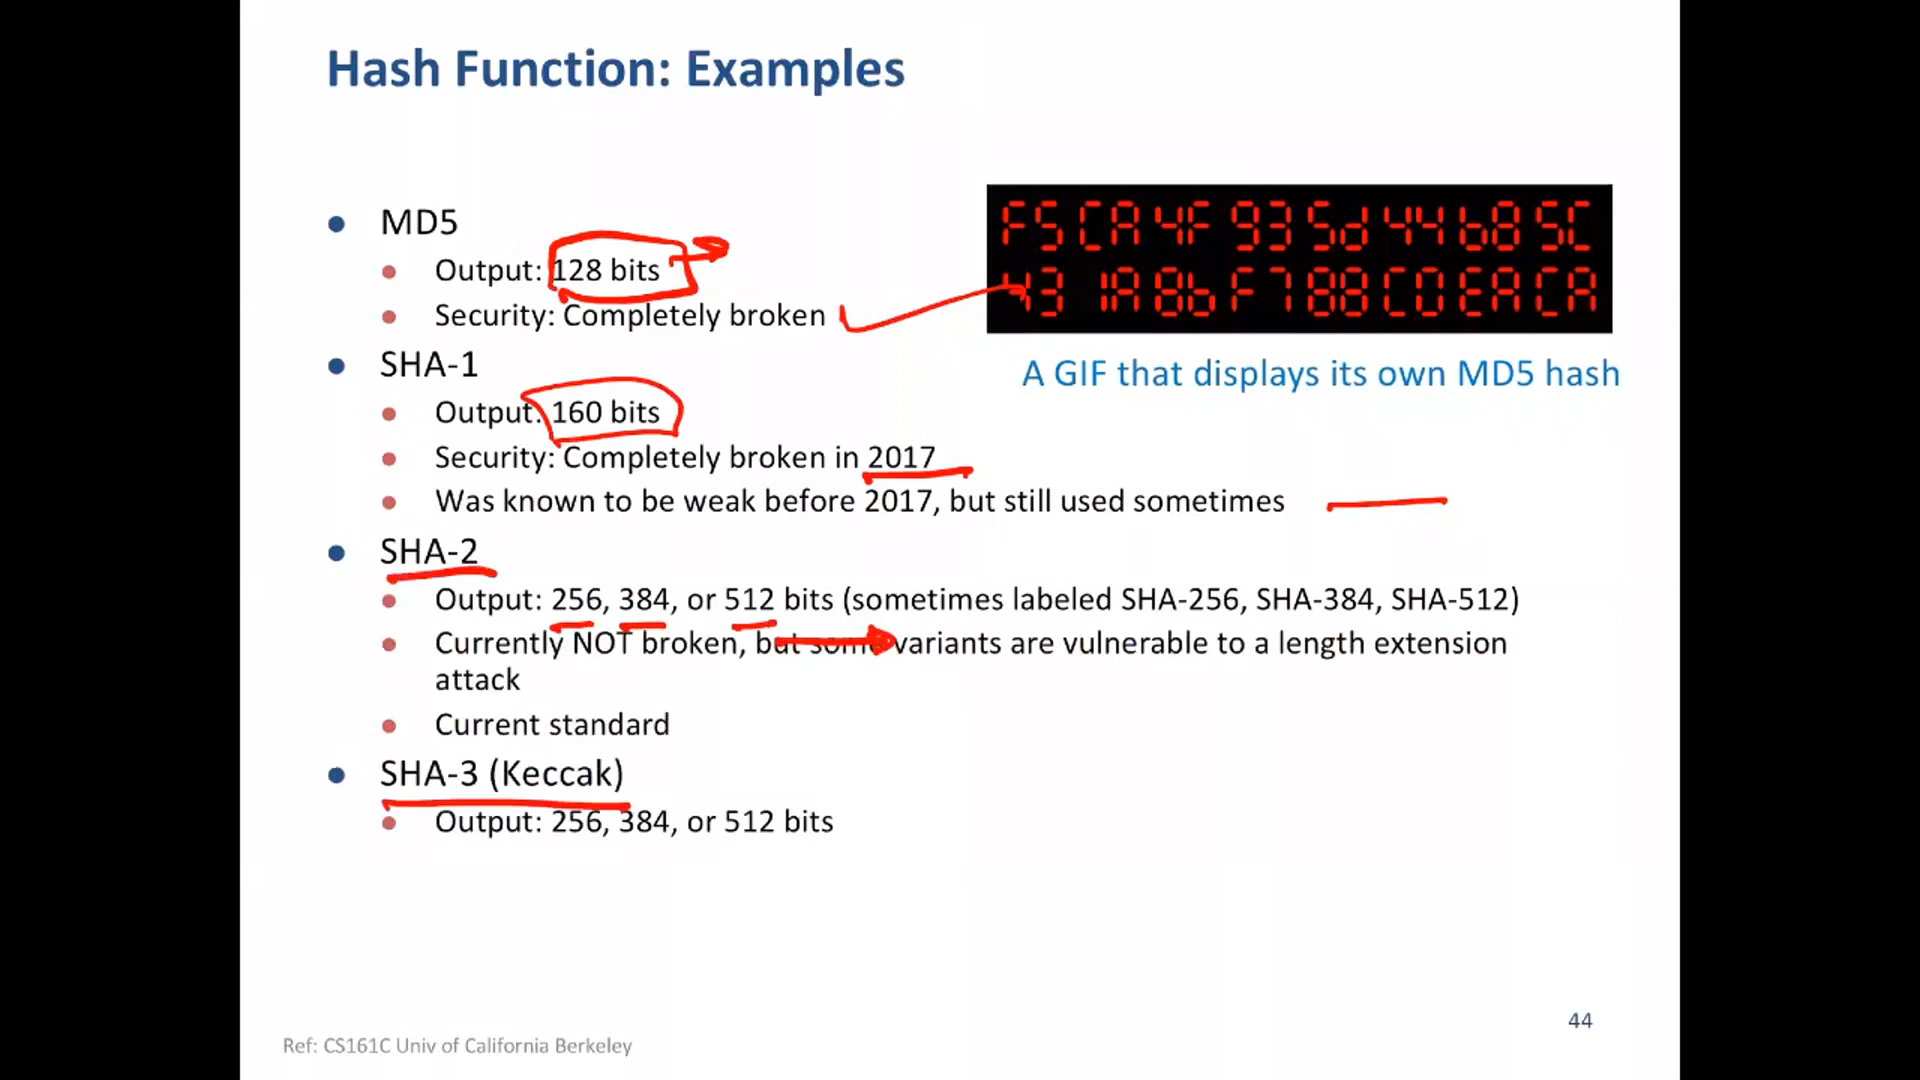 Hash Function: Examples
MD5
Output: 128 bits
Security: Completely broken
F5 CA 4F 93 5d 44 b8 5C
43 1A 8b F7 88 C0 EA CA
A GIF that displays its own MD5 hash
SHA-1
Output: 160 bits
Security: Completely broken in 2017
Was known to be weak before 2017, but still used sometimes
SHA-2
Output: 256, 384, or 512 bits (sometimes labeled SHA-256, SHA-384, SHA-512)
Currently NOT broken, but some variants are vulnerable to a length extension
attack
Current standard
SHA-3 (Keccak)
Output: 256, 384, or 512 bits
44
Ref: CS161C Univ of California Berkeley